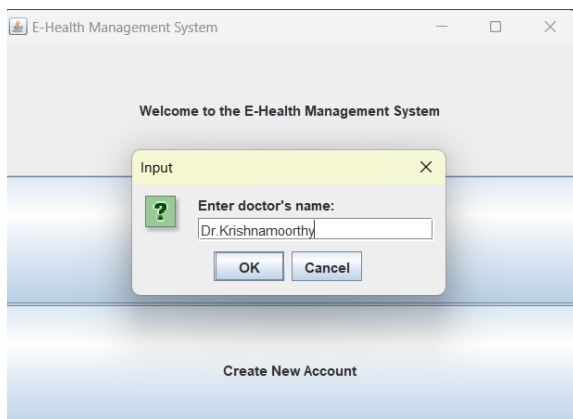 E-Health Management System
Welcome to the E-Health Management System
Input
?
Enter doctor's name:
Dr.Krishnamoorthy
OK Cancel
Create New Account